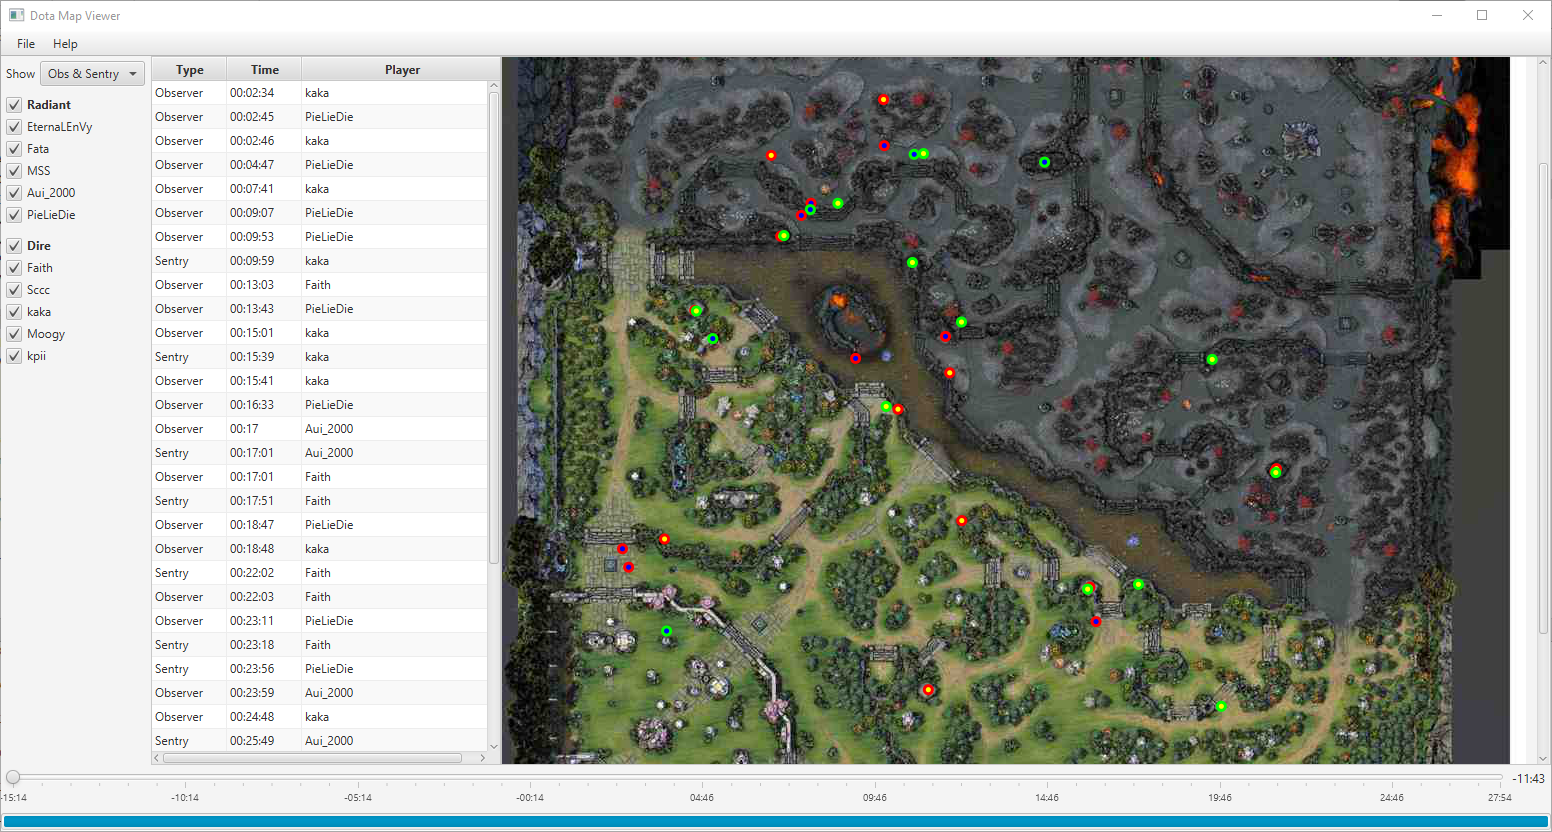 Dota Map Viewer
File Help
Show Obs & Sentry
Radiant
EternaLEnVy
Fata
MSS
Aui_2000
PieLieDie
Dire
Faith
Sccc
kaka
Moogy
kpii
Type Time Player
Observer 00:02:34 kaka
Observer 00:02:45 PieLieDie
Observer 00:02:46 kaka
Observer 00:04:47 PieLieDie
Observer 00:07:41 kaka
Observer 00:09:07 PieLieDie
Observer 00:09:53 PieLieDie
Sentry 00:09:59 kaka
Observer 00:13:03 Faith
Observer 00:13:43 PieLieDie
Observer 00:15:01 kaka
Sentry 00:15:39 kaka
Observer 00:15:41 kaka
Observer 00:16:33 PieLieDie
Observer 00:17 Aui_2000
Sentry 00:17:01 Aui_2000
Observer 00:17:01 Faith
Sentry 00:17:51 Faith
Observer 00:18:47 PieLieDie
Observer 00:18:48 kaka
Sentry 00:22:02 Faith
Observer 00:22:03 Faith
Observer 00:23:11 PieLieDie
Sentry 00:23:18 Faith
Sentry 00:23:56 PieLieDie
Observer 00:23:59 Aui_2000
Observer 00:24:48 kaka
Sentry 00:25:49 Aui_2000
-11:43
-15:14 -10:14 -05:14 -00:14 04:46 09:46 14:46 19:46 24:46 27:54